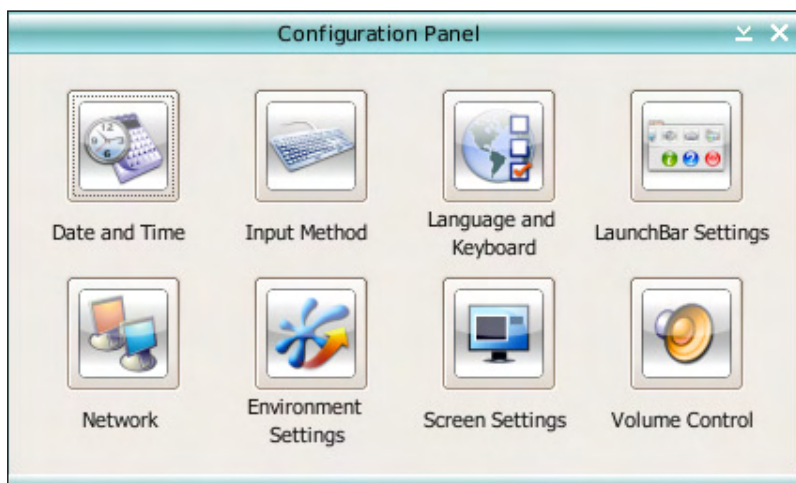 Configuration Panel
Date and Time
Input Method
Language and
Keyboard
LaunchBar Settings
Network
Environment
Settings
Screen Settings
Volume Control